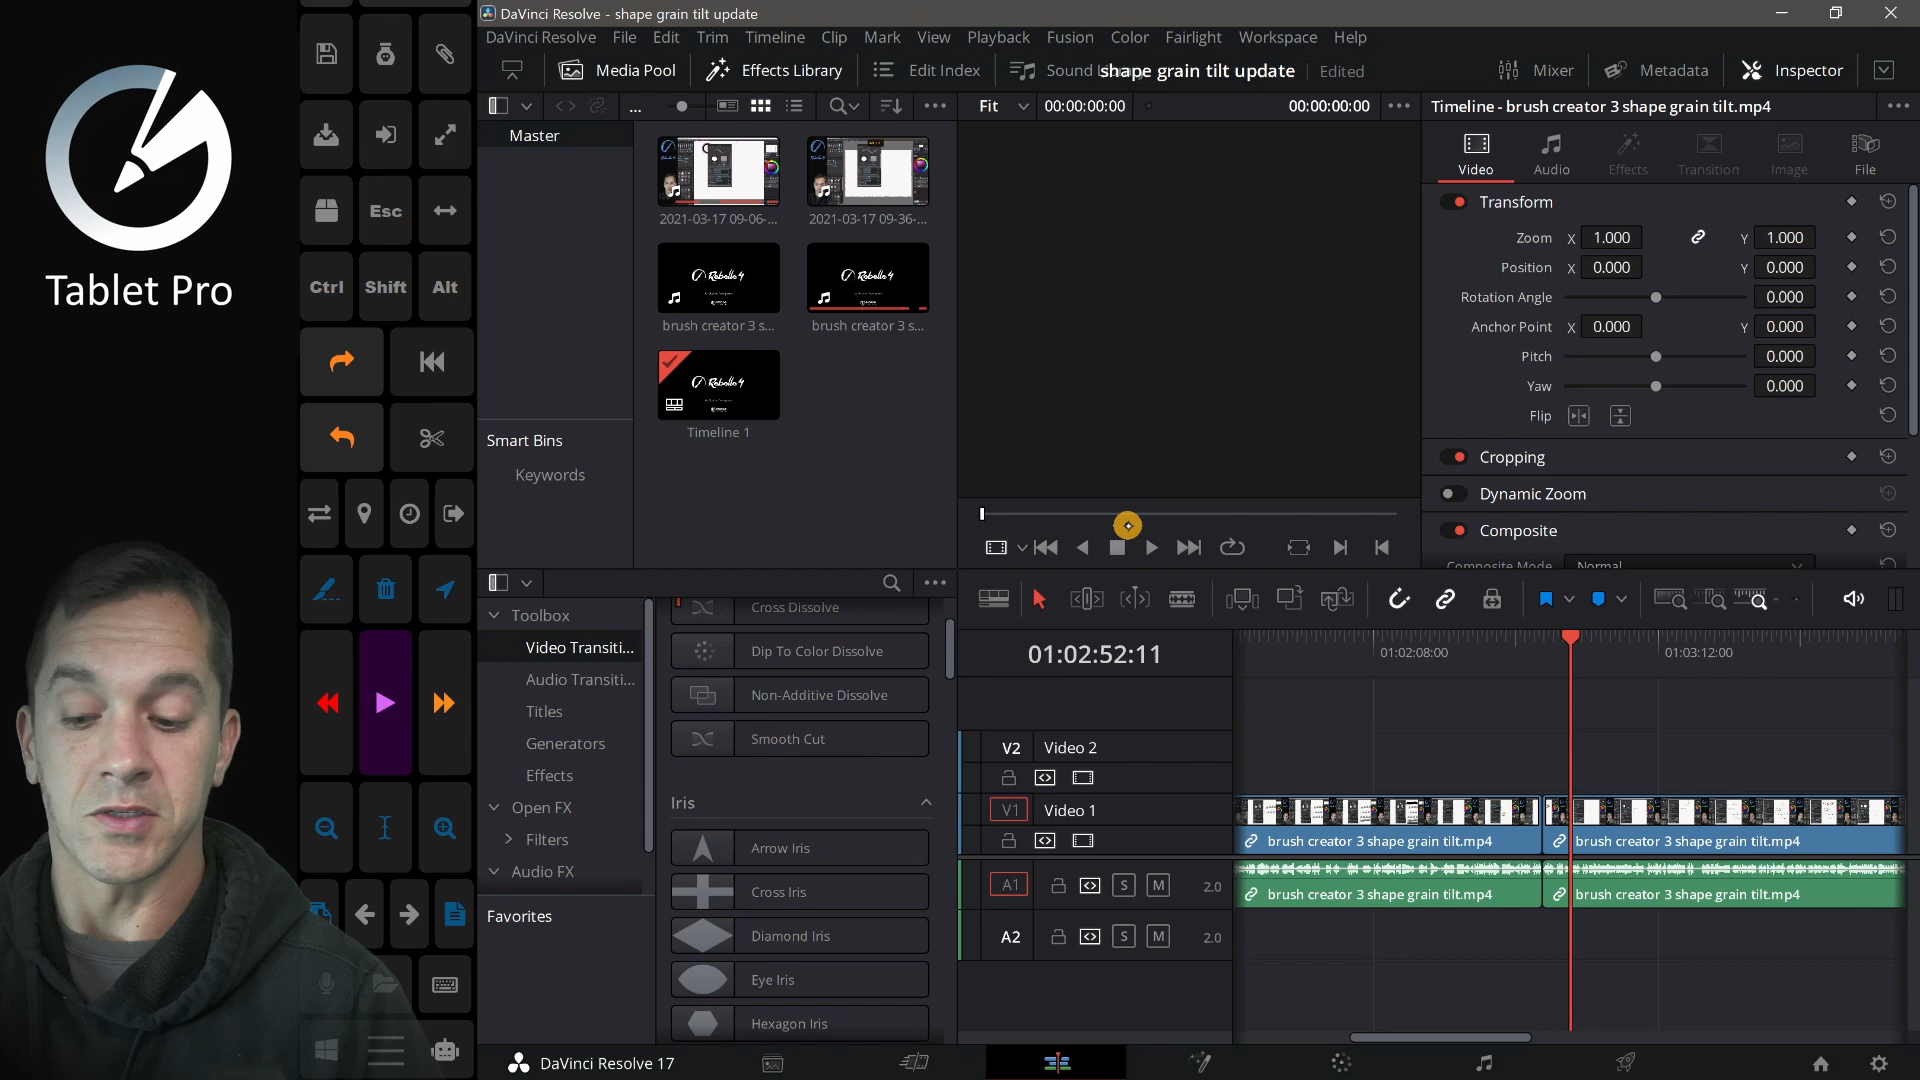 Tablet Pro
Esc
Ctrl
Shift
Alt
DaVinci Resolve - shape grain tilt update
DaVinci Resolve File Edit Trim Timeline Clip Mark View Playback Fusion Color Fairlight Workspace Help
Media Pool
Effects Library
Edit Index
Sound
shape grain tilt update
Edited
Mixer
Metadata
Inspector
...
Fit
00:00:00:00
00:00:00:00
Timeline - brush creator 3 shape grain tilt.mp4
Master
2021-03-17 09-06-...
2021-03-17 09-36-...
Rebelle 4
brush creator 3 s...
Rebelle 4
brush creator 3 s...
Rebelle 4
Timeline 1
Smart Bins
Keywords
Video
Audio
Effects
Transition
Image
File
Transform
Zoom X 1.000 Y 1.000
Position X 0.000 Y 0.000
Rotation Angle 0.000
Anchor Point X 0.000 Y 0.000
Pitch 0.000
Yaw 0.000
Flip
Cropping
Dynamic Zoom
Composite
Composite Mode Normal
Toolbox
Video Transiti...
Audio Transiti...
Titles
Generators
Effects
Open FX
Filters
Audio FX
Favorites
Cross Dissolve
Dip To Color Dissolve
Non-Additive Dissolve
Smooth Cut
Iris
Arrow Iris
Cross Iris
Diamond Iris
Eye Iris
Hexagon Iris
01:02:52:11
01:02:08:00
01:03:12:00
V2 Video 2
V1 Video 1
brush creator 3 shape grain tilt.mp4
brush creator 3 shape grain tilt.mp4
A1 S M 2.0
brush creator 3 shape grain tilt.mp4
brush creator 3 shape grain tilt.mp4
A2 S M 2.0
DaVinci Resolve 17